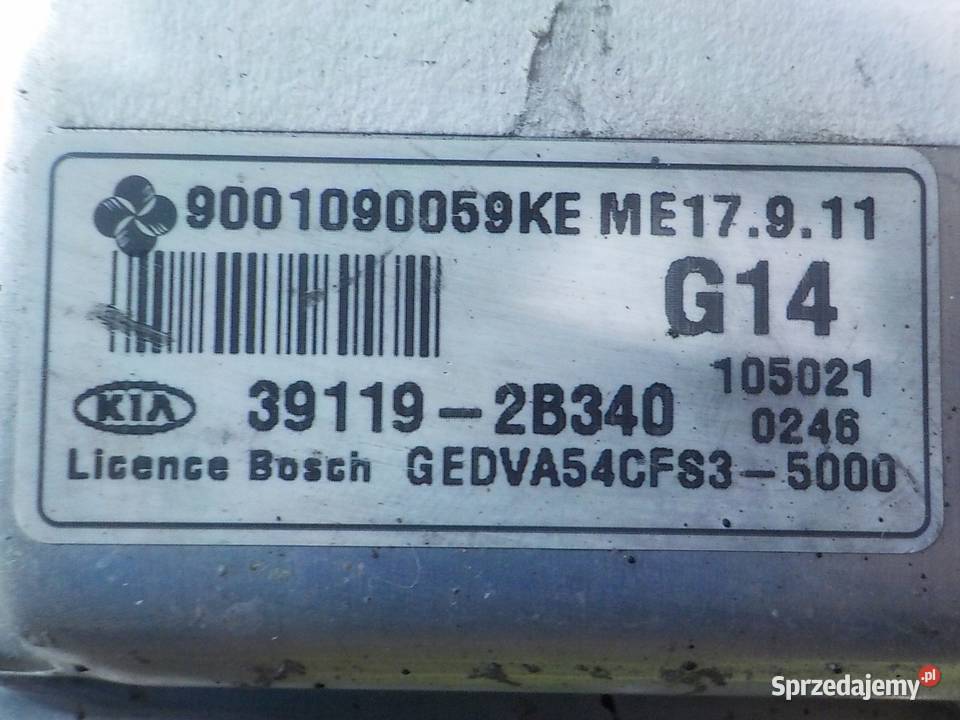 9001090059KE ME17.9.11
G14
105021
KIA 39119-2B340
0246
Licence Bosch GEDVA54CFS3-5000
Sprzedajemy.pl